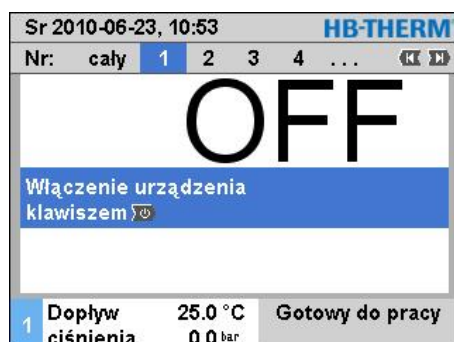 Sr 2010-06-23, 10:53 HB-THERM
Nr: cały 1 2 3 4 ...
OFF
Włączenie urządzenia
klawiszem
1 Dopływ 25.0 °C Gotowy do pracy
ciśnienia 0.0 bar